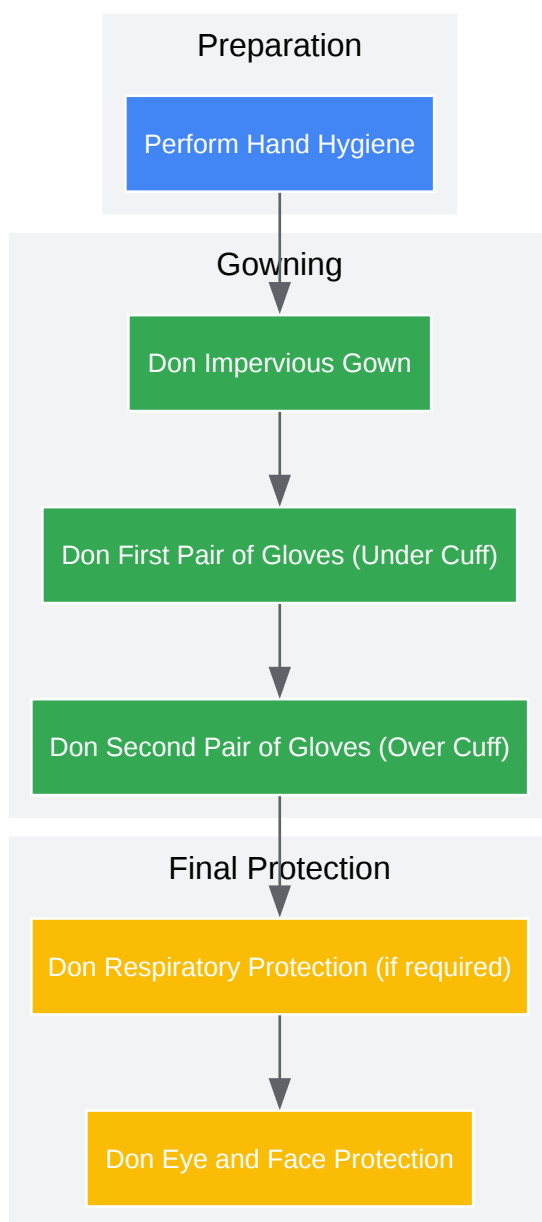 Preparation
Perform Hand Hygiene
Gowning
Don Impervious Gown
Don First Pair of Gloves (Under Cuff)
Don Second Pair of Gloves (Over Cuff)
Final Protection
Don Respiratory Protection (if required)
Don Eye and Face Protection